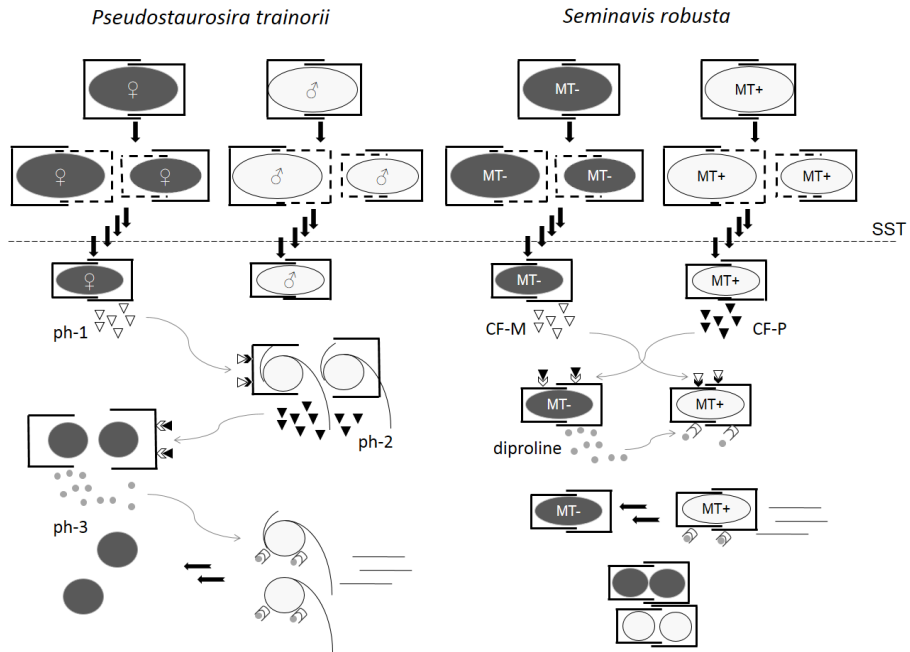 Pseudostaurosira trainorii
Seminavis robusta
♀
♂
MT-
MT+
♀ ♀
♂ ♂
MT- MT-
MT+ MT+
SST
♀
♂
MT-
MT+
ph-1
CF-M
CF-P
MT-
MT+
ph-2
diproline
MT-
MT+
ph-3